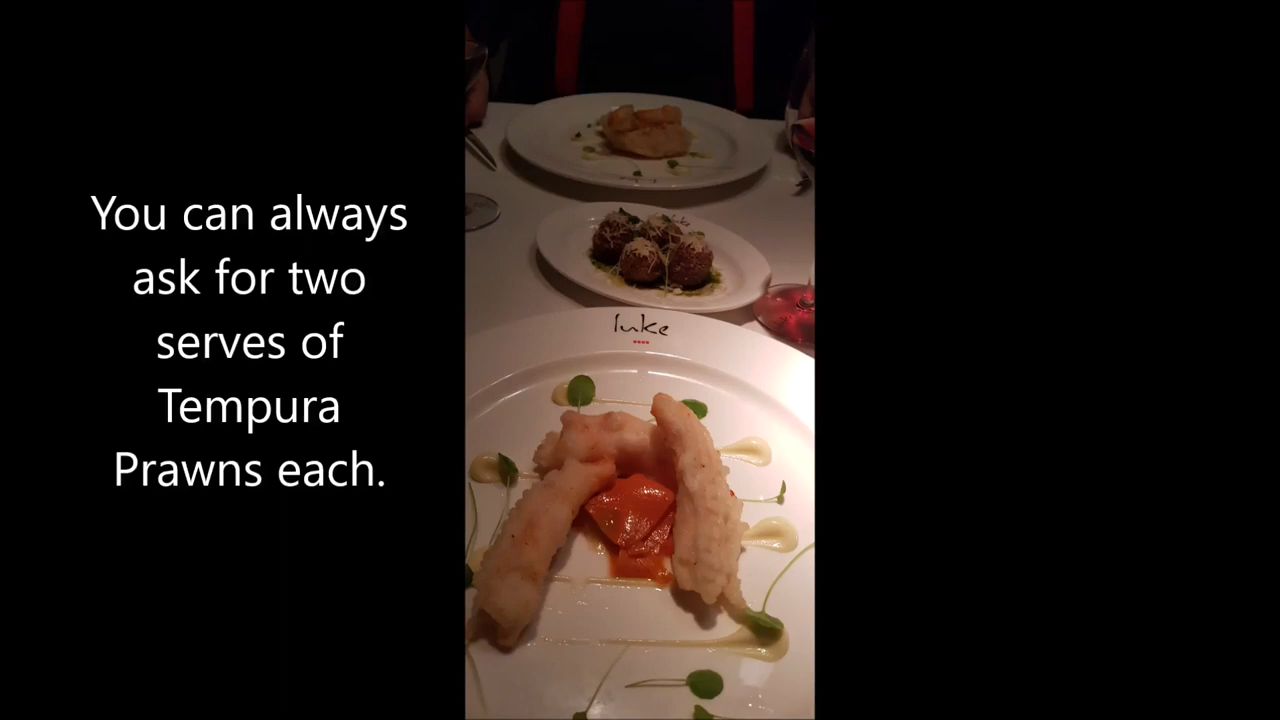 You can always
ask for two
serves of
Tempura
Prawns each.
luke